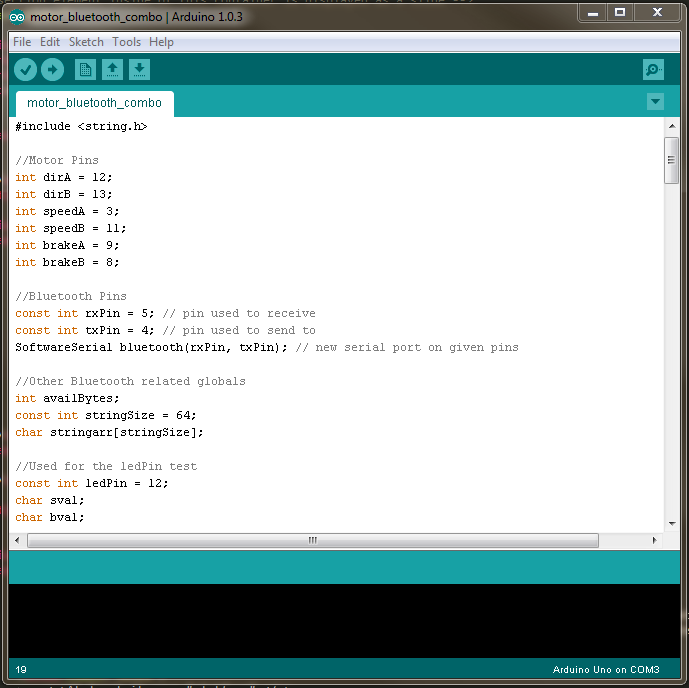 motor_bluetooth_combo | Arduino 1.0.3
File Edit Sketch Tools Help
motor_bluetooth_combo
#include <string.h>
//Motor Pins
int dirA = 12;
int dirB = 13;
int speedA = 3;
int speedB = 11;
int brakeA = 9;
int brakeB = 8;
//Bluetooth Pins
const int rxPin = 5; // pin used to receive
const int txPin = 4; // pin used to send to
SoftwareSerial bluetooth(rxPin, txPin); // new serial port on given pins
//Other Bluetooth related globals
int availBytes;
const int stringSize = 64;
char stringarr[stringSize];
//Used for the ledPin test
const int ledPin = 12;
char sval;
char bval;
19
Arduino Uno on COM3